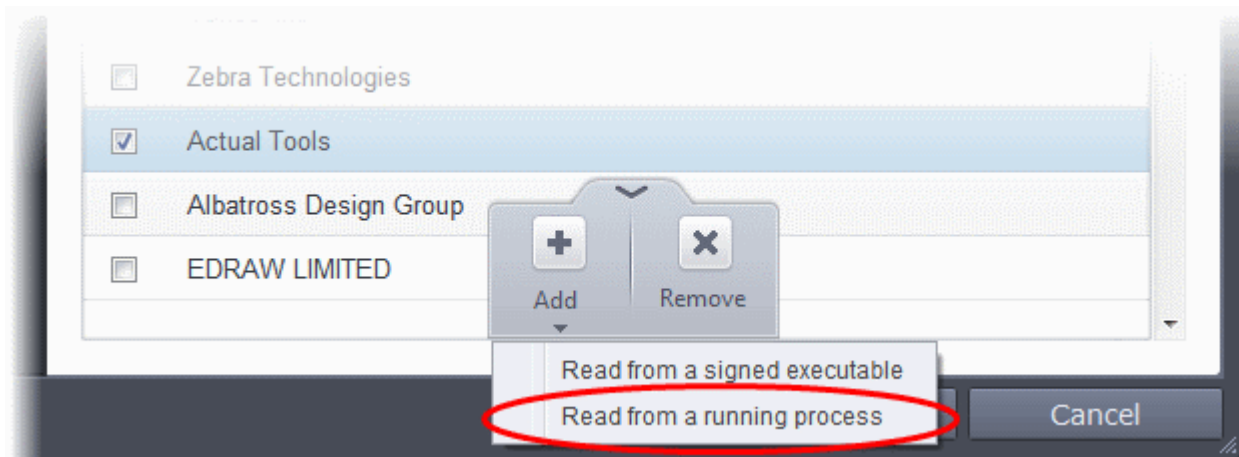 Zebra Technologies
Actual Tools
Albatross Design Group
EDRAW LIMITED
Add
Remove
Read from a signed executable
Read from a running process
Cancel